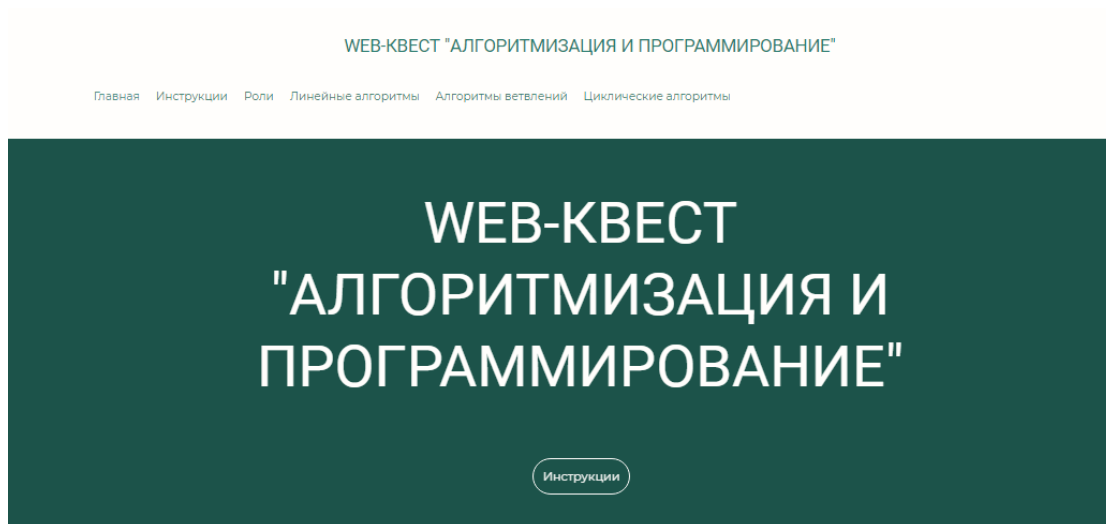 WEB-КВЕСТ "АЛГОРИТМИЗАЦИЯ И ПРОГРАММИРОВАНИЕ"
Главная Инструкции Роли Линейные алгоритмы Алгоритмы ветвлений Циклические алгоритмы
WEB-КВЕСТ
"АЛГОРИТМИЗАЦИЯ И
ПРОГРАММИРОВАНИЕ"
Инструкции